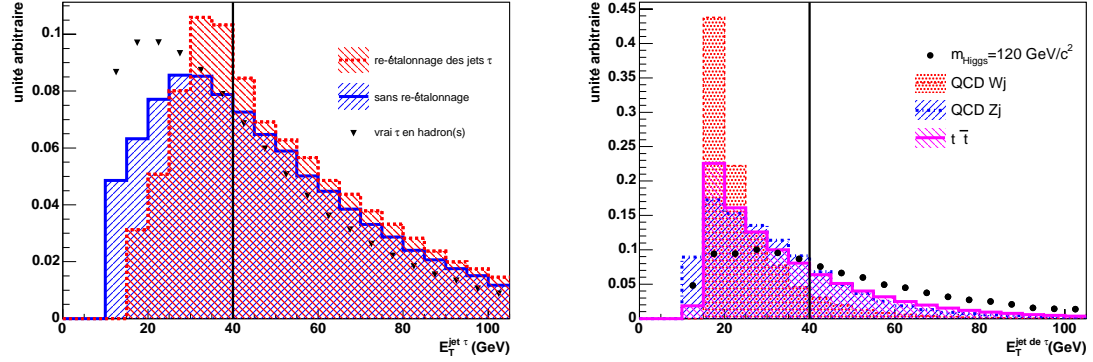 unité arbitraire
0.1
0.08
0.06
0.04
0.02
0
re-étalonnage des jets τ
sans re-étalonnage
vrai τ en hadron(s)
0 20 40 60 80 100
E_T^{jet τ} (GeV)
unité arbitraire
0.45
0.4
0.35
0.3
0.25
0.2
0.15
0.1
0.05
0
m_{Higgs}=120 GeV/c²
QCD Wj
QCD Zj
t t̅
0 20 40 60 80 100
E_T^{jet de τ} (GeV)